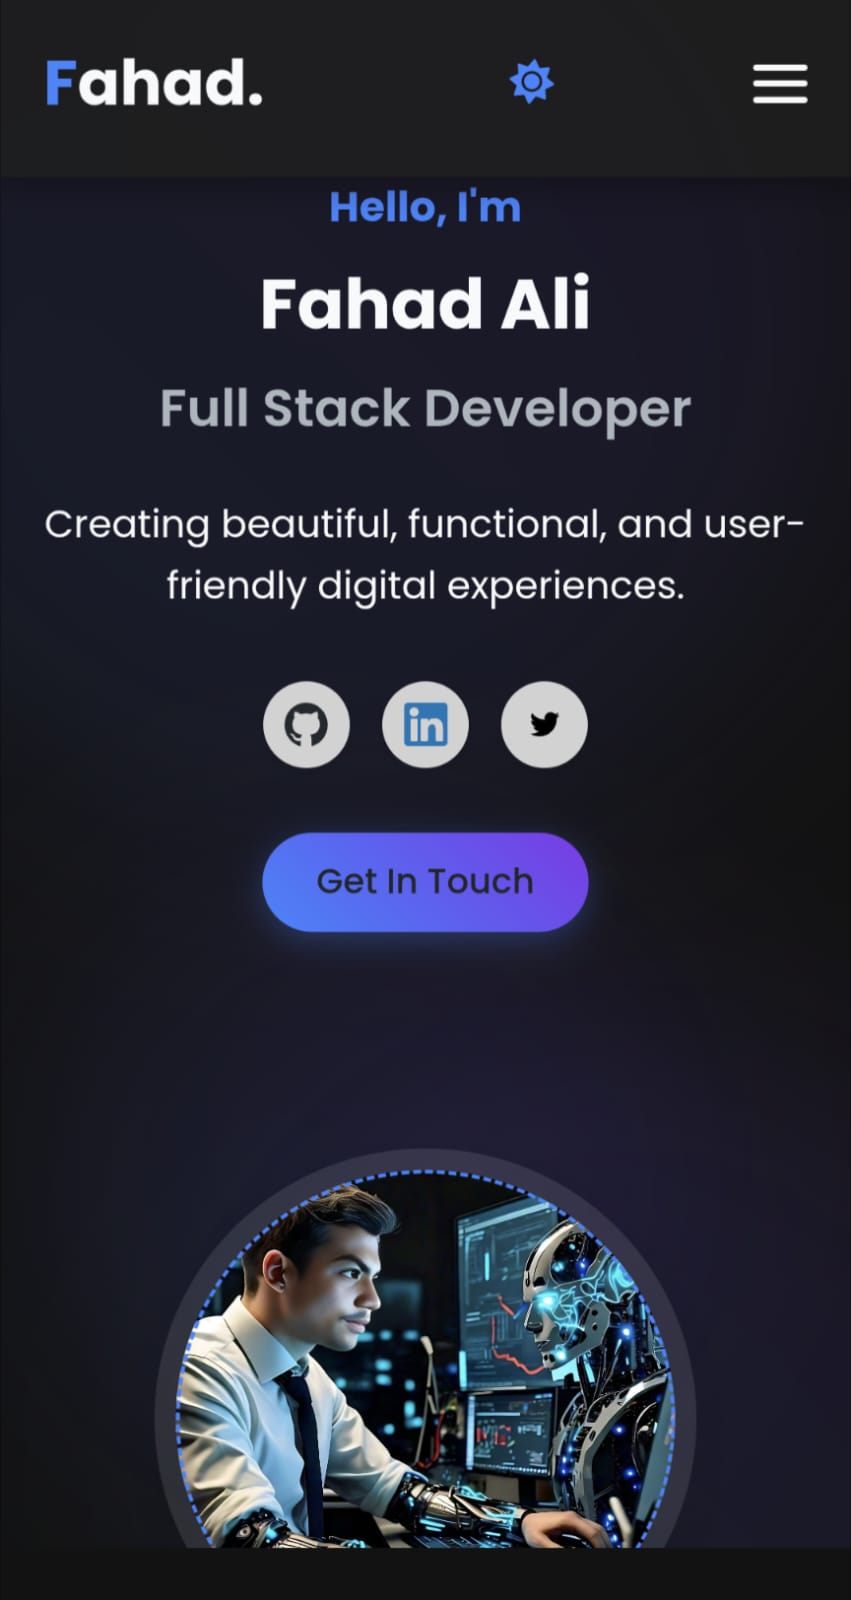 Fahad.
Hello, I'm
Fahad Ali
Full Stack Developer
Creating beautiful, functional, and user-
friendly digital experiences.
in
Get In Touch